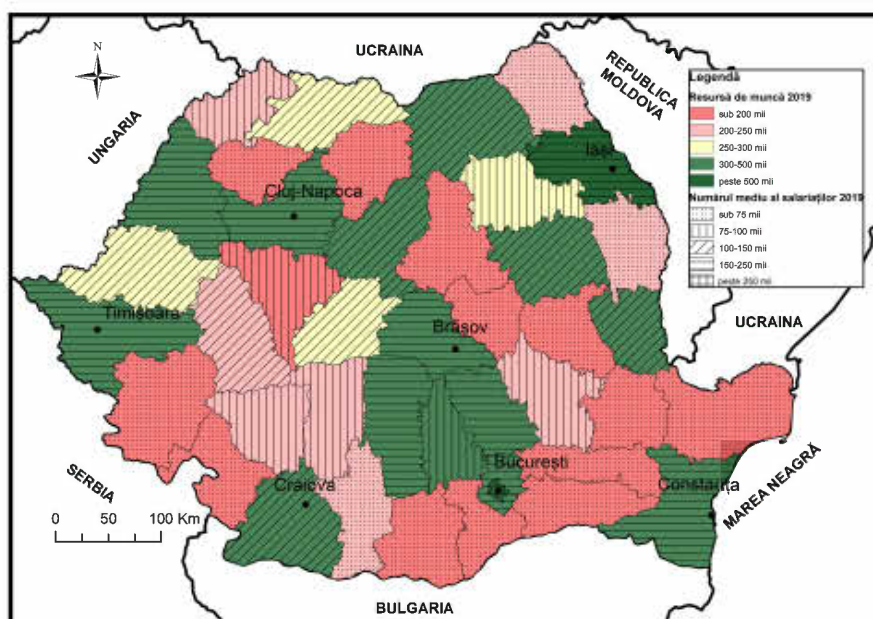 N
UCRAINA
REPUBLICA
MOLDOVA
UNGARIA
Legendă
Resursă de muncă 2019
sub 200 mii
200-250 mii
250-300 mii
300-500 mii
peste 500 mii
Numărul mediu al salariaților 2019
sub 75 mii
75-100 mii
100-150 mii
150-250 mii
peste 250 mii
Iași
Cluj-Napoca
Timișoara
Brașov
UCRAINA
București
Craiova
Constanța
MAREA NEAGRĂ
SERBIA
0 50 100 Km
BULGARIA